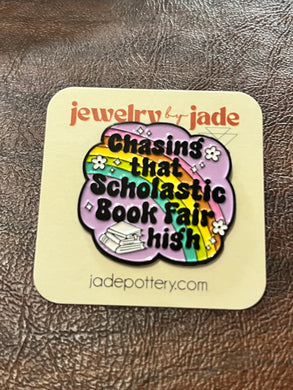 jewelry by jade
Chasing
that
Scholastic
Book Fair
high
jadepottery.com